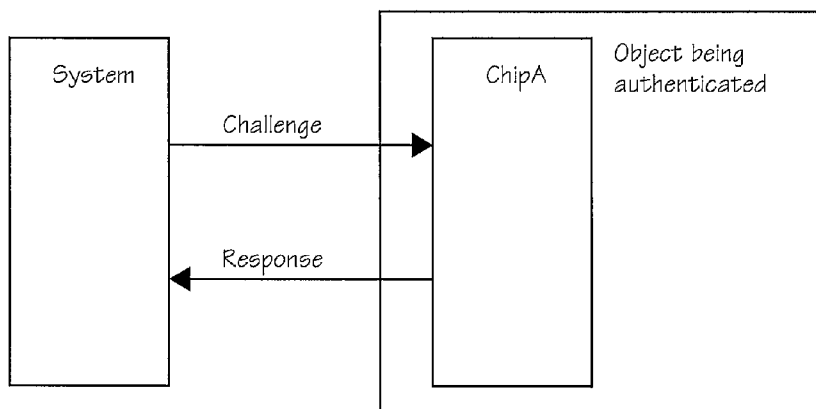 System
ChipA
Object being
authenticated
Challenge
Response